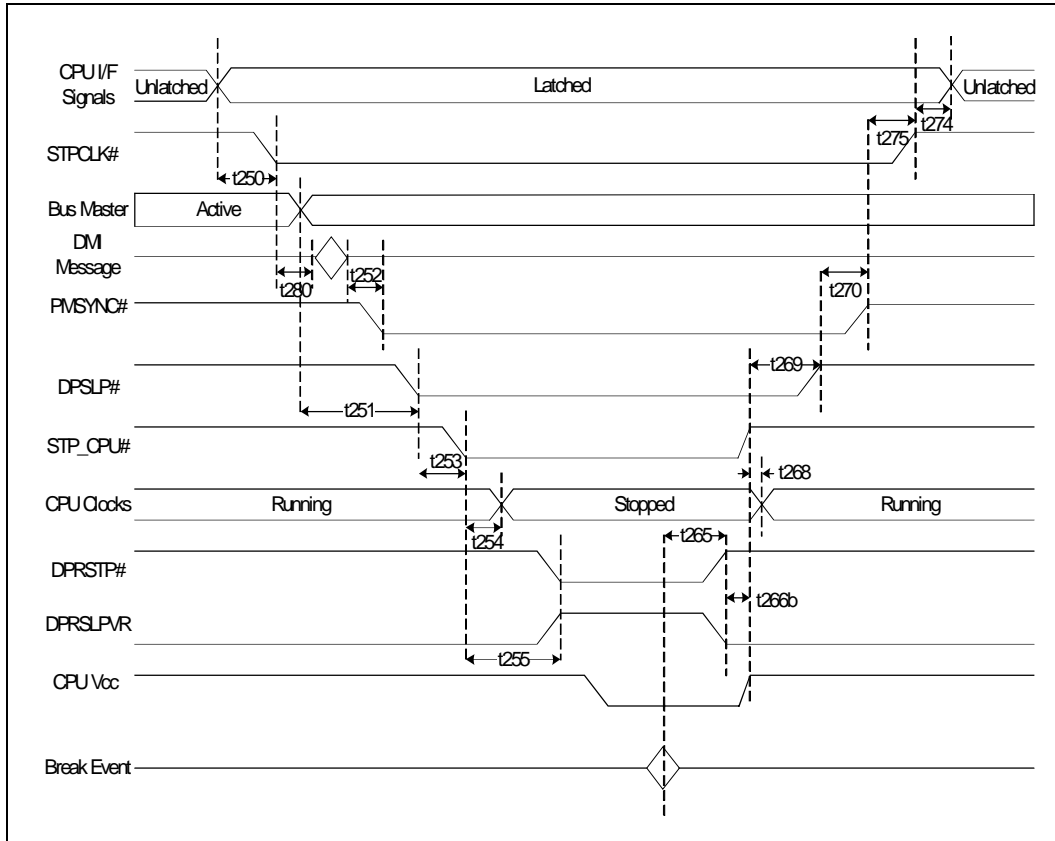 CPU I/F
Signals
Unlatched
Latched
Unlatched
t274
t275
STPCLK#
t250
Bus Master
Active
DMI
Message
t252
t280
t270
PMSYNC#
t269
DPSLP#
t251
STP_CPU#
t253
t268
CPU Clocks
Running
Stopped
Running
t254
t265
DPRSTP#
t266b
DPRSLPVR
t255
CPU Vcc
Break Event